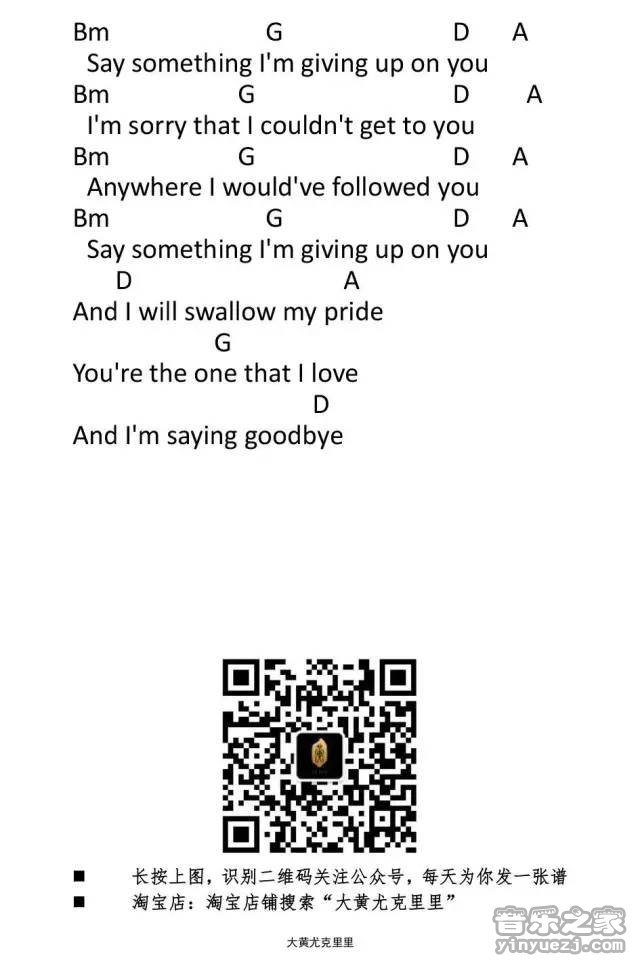 Bm G D A
Say something I'm giving up on you
Bm G D A
I'm sorry that I couldn't get to you
Bm G D A
Anywhere I would've followed you
Bm G D A
Say something I'm giving up on you
D A
And I will swallow my pride
G
You're the one that I love
D
And I'm saying goodbye
■ 长按上图，识别二维码关注公众号，每天为你发一张谱
■ 淘宝店：淘宝店铺搜索“大黄尤克里里”
大黄尤克里里
音乐之家
yinyuezj.com